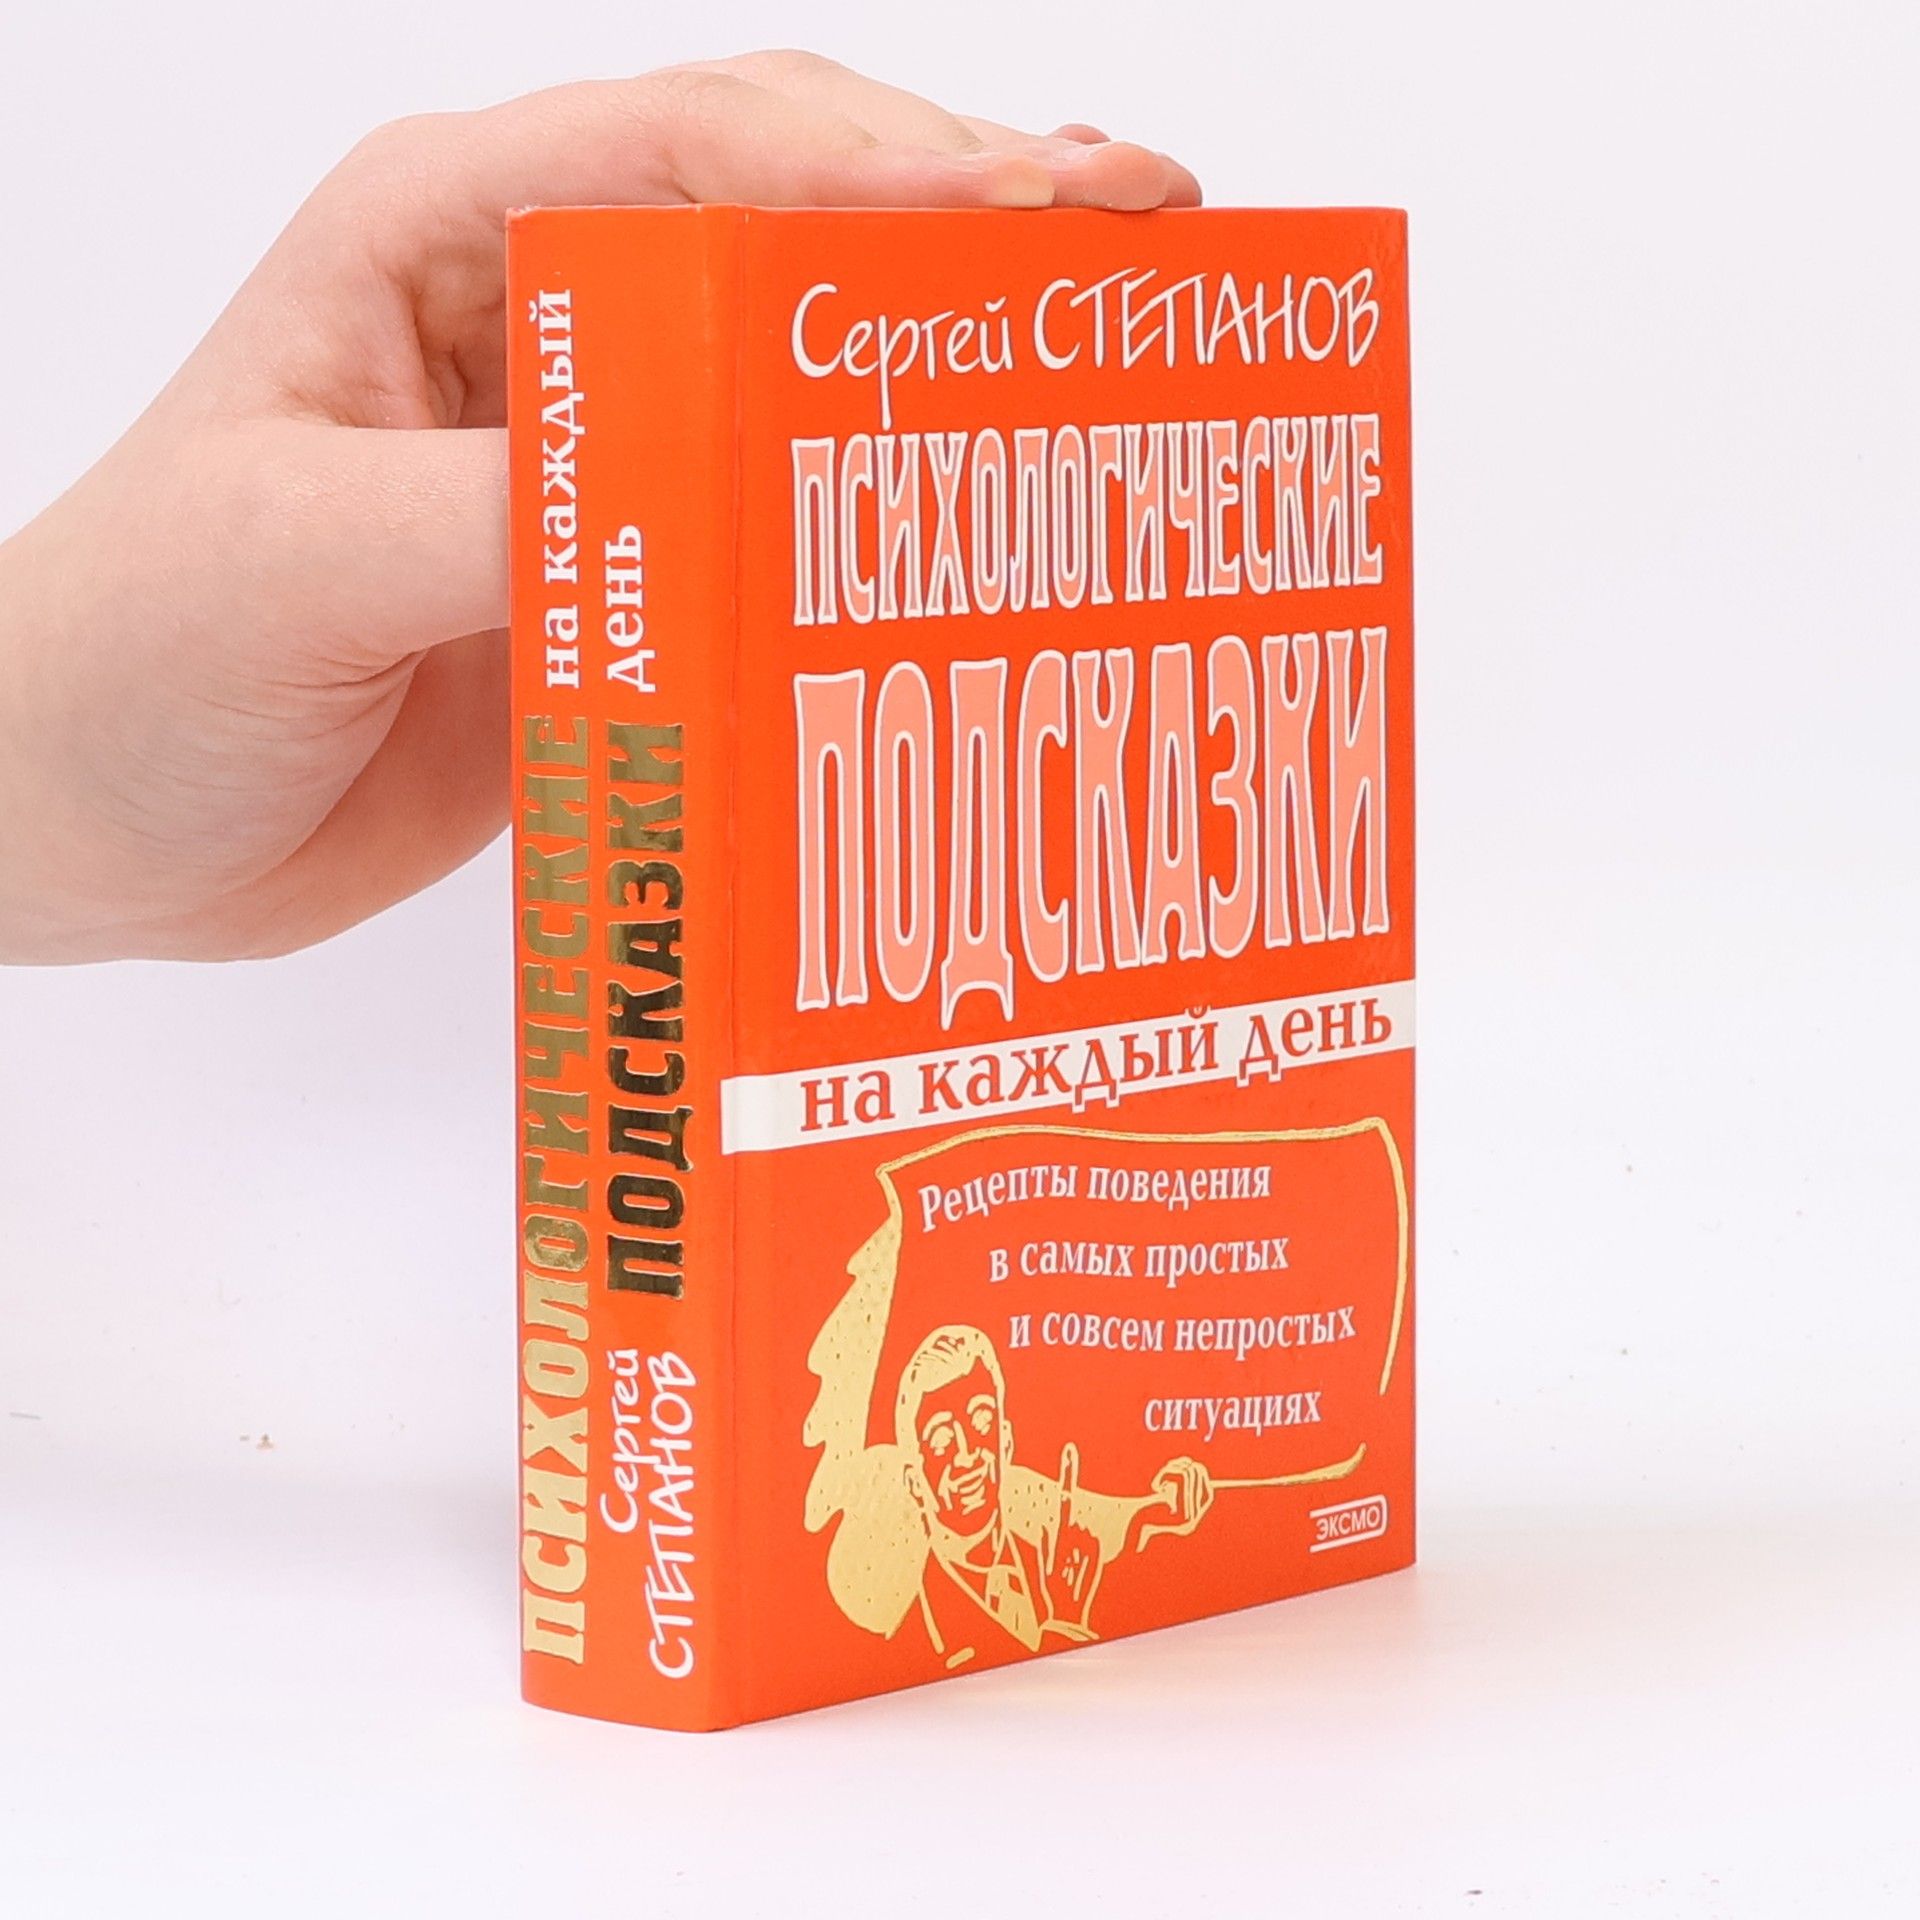 Сергей СТЕПАНОВ
ПСИХОЛОГИЧЕСКИЕ
ПОДСКАЗКИ
на каждый день
Рецепты поведения
в самых простых
и совсем непростых
ситуациях
ЭКСМО
ПСИХОЛОГИЧЕСКИЕ на каждый
ПОДСКАЗКИ день
Сергей
СТЕПАНОВ